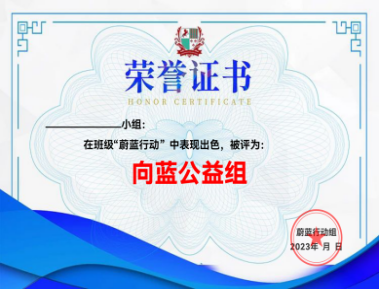 荣誉证书
HONOR CERTIFICATE
小组：
在班级“蔚蓝行动”中表现出色，被评为：
向蓝公益组
蔚蓝行动组
2023年 月 日